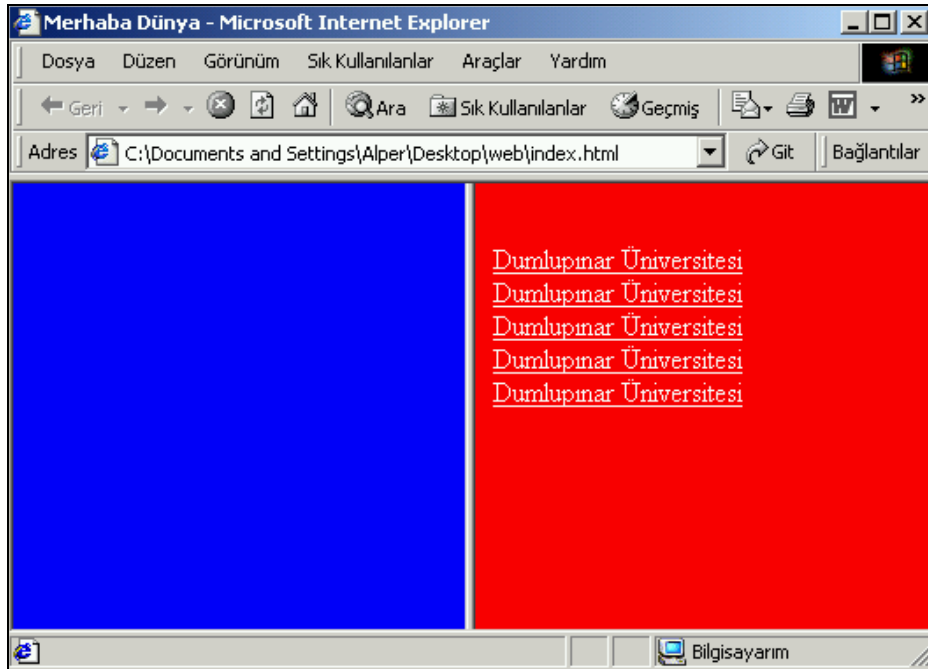 Merhaba Dünya - Microsoft Internet Explorer
Dosya Düzen Görünüm Sık Kullanılanlar Araçlar Yardım
Geri Ara Sık Kullanılanlar Geçmiş W »
Adres C:\Documents and Settings\Alper\Desktop\web\index.html Git Bağlantılar
Dumlupınar Üniversitesi
Dumlupınar Üniversitesi
Dumlupınar Üniversitesi
Dumlupınar Üniversitesi
Dumlupınar Üniversitesi
Bilgisayarım